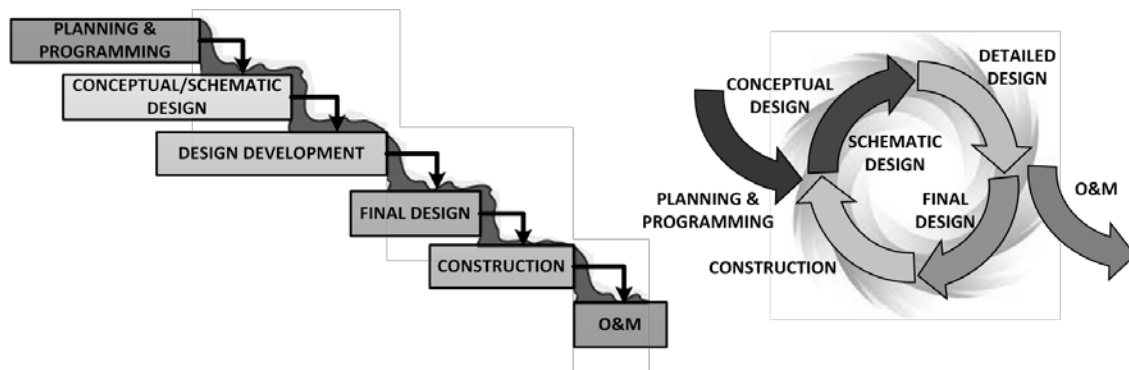 PLANNING &
PROGRAMMING
CONCEPTUAL/SCHEMATIC
DESIGN
DESIGN DEVELOPMENT
FINAL DESIGN
CONSTRUCTION
O&M
CONCEPTUAL
DESIGN
DETAILED
DESIGN
SCHEMATIC
DESIGN
PLANNING &
PROGRAMMING
FINAL
DESIGN
O&M
CONSTRUCTION